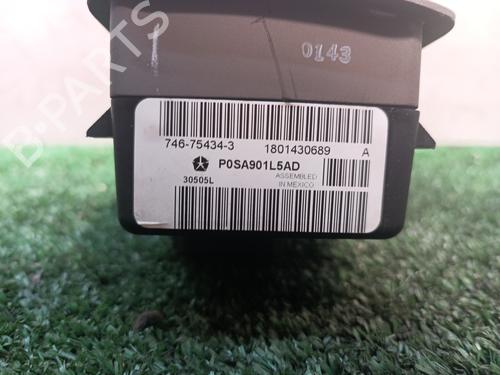 0143
746-75434-3 1801430689 A
P0SA901L5AD
30505L ASSEMBLED
IN MEXICO
B-PARTS